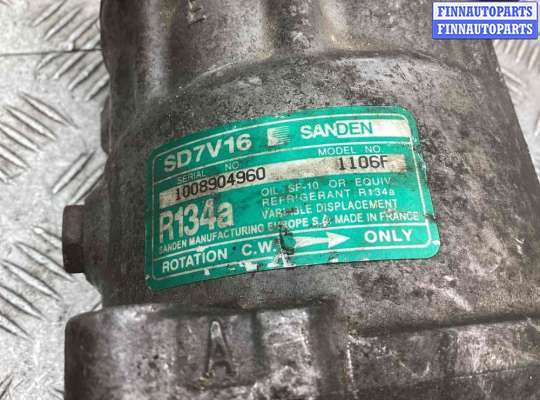 FINNAUTOPARTS
FINNAUTOPARTS
SD7V16 SANDEN
SERIAL NO. MODEL NO.
1008904960 1106F
OIL SP-10 OR EQUIV.
REFRIGERANT R134a
R134a VARIABLE DISPLACEMENT
SANDEN MANUFACTURING EUROPE S.A. MADE IN FRANCE
ROTATION C.W. ONLY
A